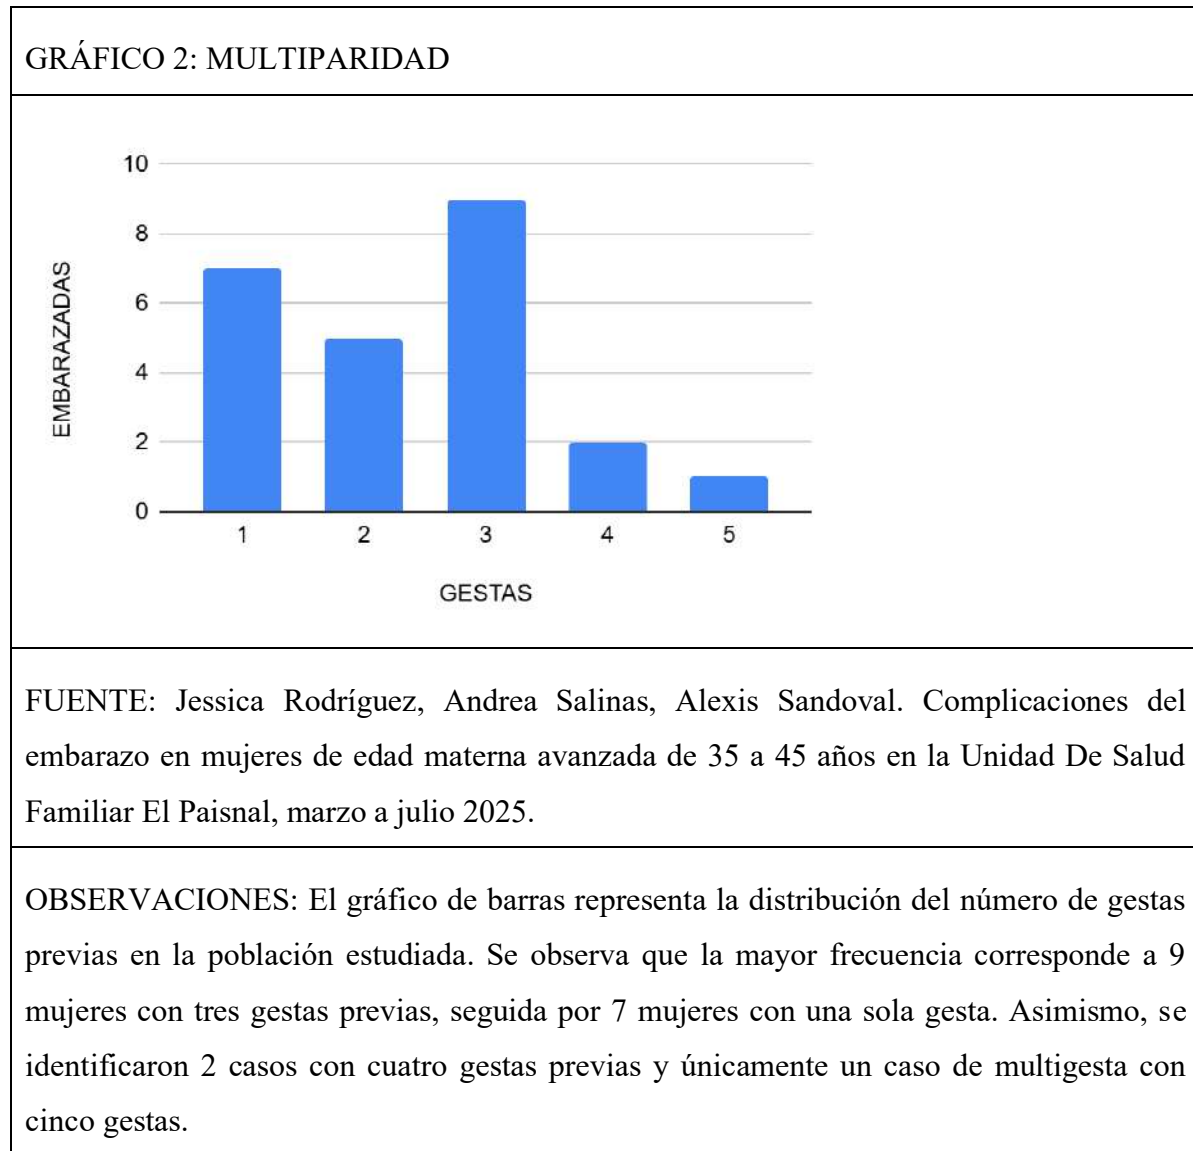 GRÁFICO 2: MULTIPARIDAD
10
8
6
4
2
0
EMBARAZADAS
1 2 3 4 5
GESTAS
FUENTE: Jessica Rodríguez, Andrea Salinas, Alexis Sandoval. Complicaciones del
embarazo en mujeres de edad materna avanzada de 35 a 45 años en la Unidad De Salud
Familiar El Paisnal, marzo a julio 2025.
OBSERVACIONES: El gráfico de barras representa la distribución del número de gestas
previas en la población estudiada. Se observa que la mayor frecuencia corresponde a 9
mujeres con tres gestas previas, seguida por 7 mujeres con una sola gesta. Asimismo, se
identificaron 2 casos con cuatro gestas previas y únicamente un caso de multigesta con
cinco gestas.